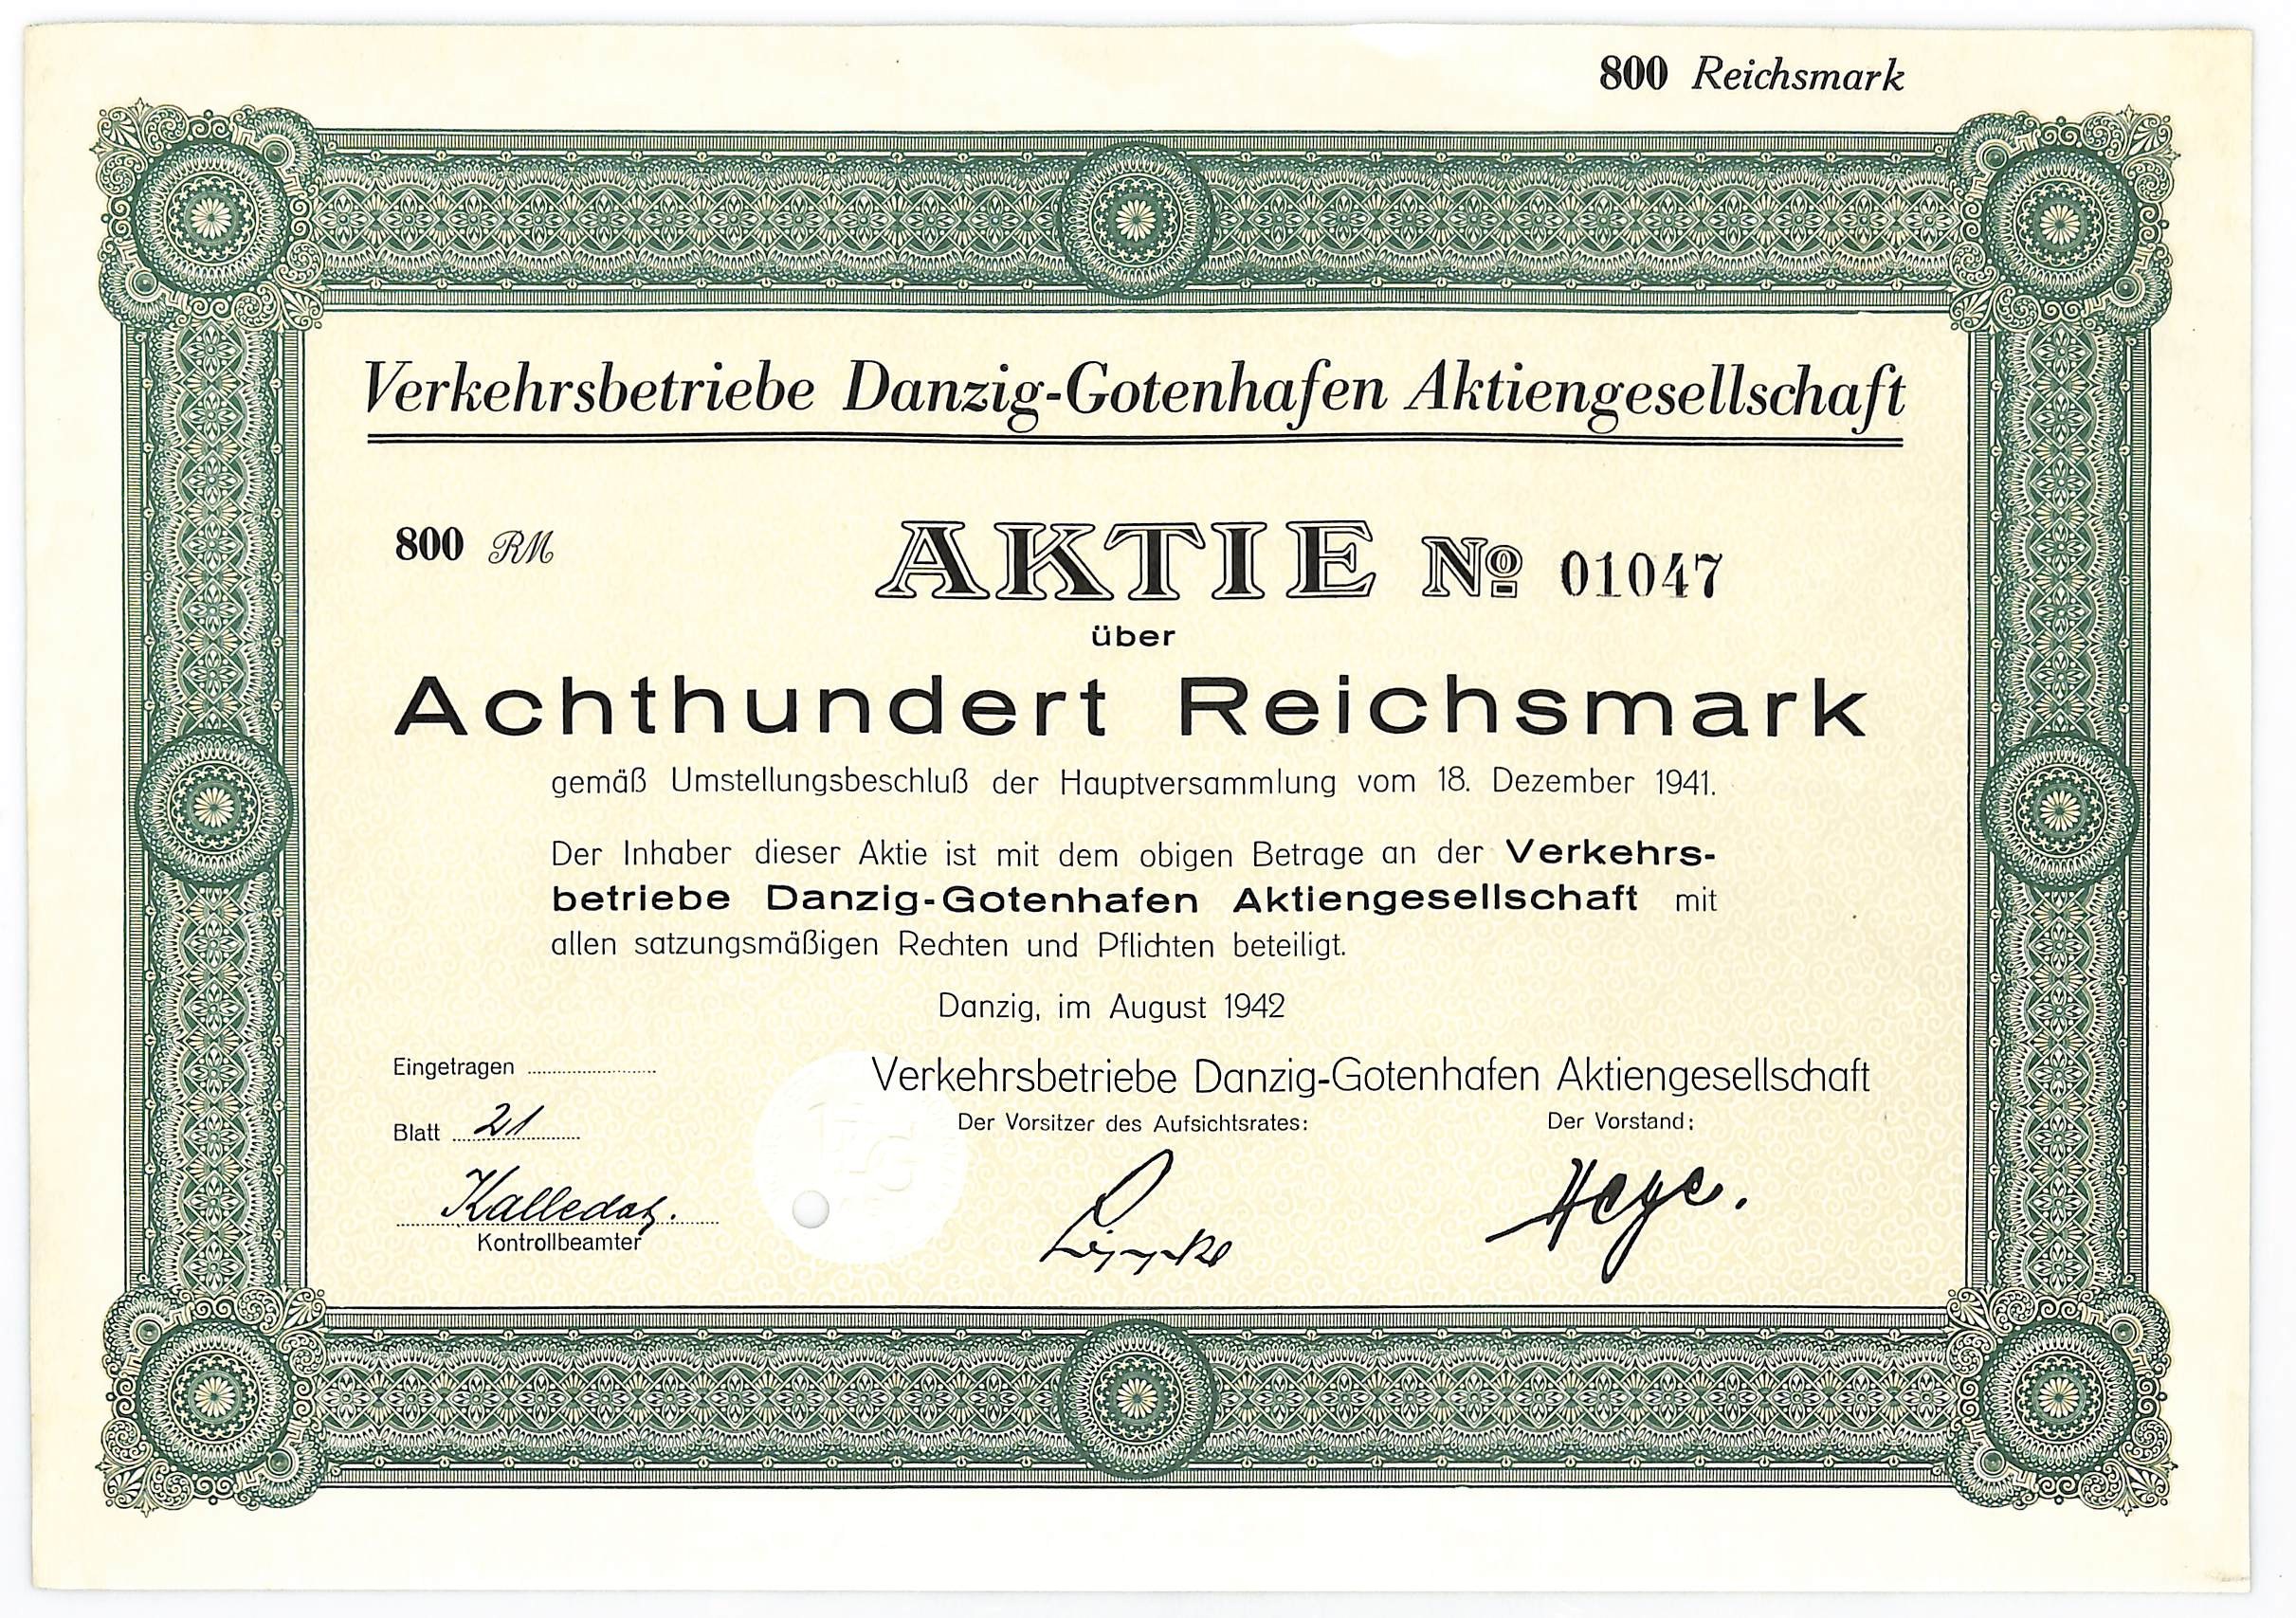 800 Reichsmark
Verkehrsbetriebe Danzig-Gotenhafen Aktiengesellschaft
800 RM
AKTIE No 01047
über
Achthundert Reichsmark
gemäß Umstellungsbeschluß der Hauptversammlung vom 18. Dezember 1941.
Der Inhaber dieser Aktie ist mit dem obigen Betrage an der Verkehrs-
betriebe Danzig-Gotenhafen Aktiengesellschaft mit
allen satzungsmäßigen Rechten und Pflichten beteiligt.
Danzig, im August 1942
Eingetragen
Verkehrsbetriebe Danzig-Gotenhafen Aktiengesellschaft
Blatt 21
Der Vorsitzer des Aufsichtsrates:
Der Vorstand:
Heye.
Kontrollbeamter